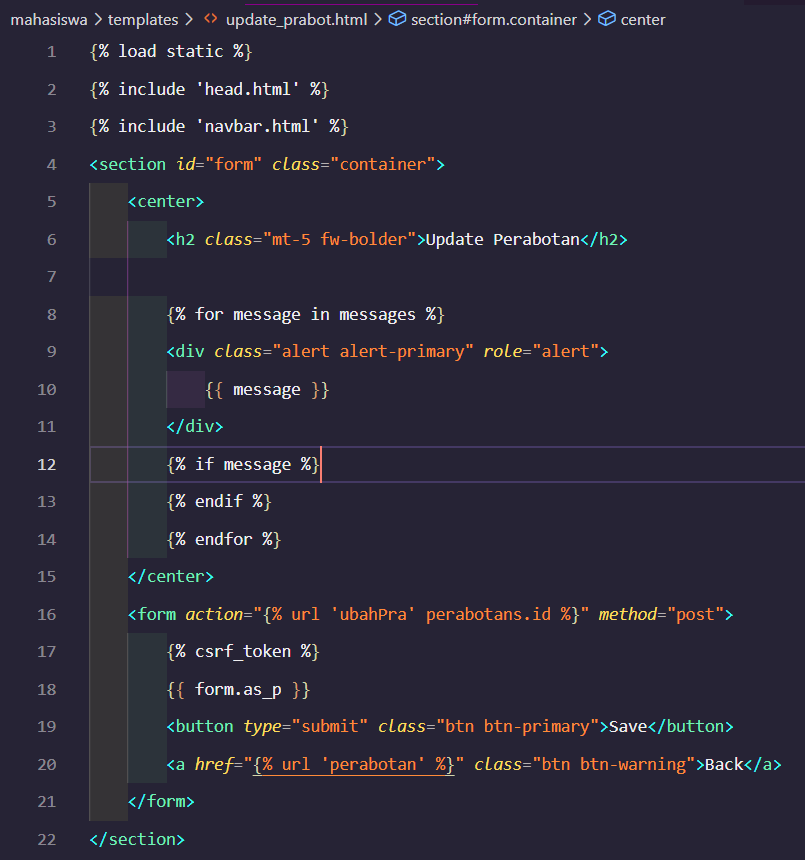 mahasiswa > templates > <> update_prabot.html > section#form.container > center
1 {% load static %}
2 {% include 'head.html' %}
3 {% include 'navbar.html' %}
4 <section id="form" class="container">
5 <center>
6 <h2 class="mt-5 fw-bolder">Update Perabotan</h2>
7
8 {% for message in messages %}
9 <div class="alert alert-primary" role="alert">
10 {{ message }}
11 </div>
12 {% if message %}
13 {% endif %}
14 {% endfor %}
15 </center>
16 <form action="{% url 'ubahPra' perabotans.id %}" method="post">
17 {% csrf_token %}
18 {{ form.as_p }}
19 <button type="submit" class="btn btn-primary">Save</button>
20 <a href="{% url 'perabotan' %}" class="btn btn-warning">Back</a>
21 </form>
22 </section>